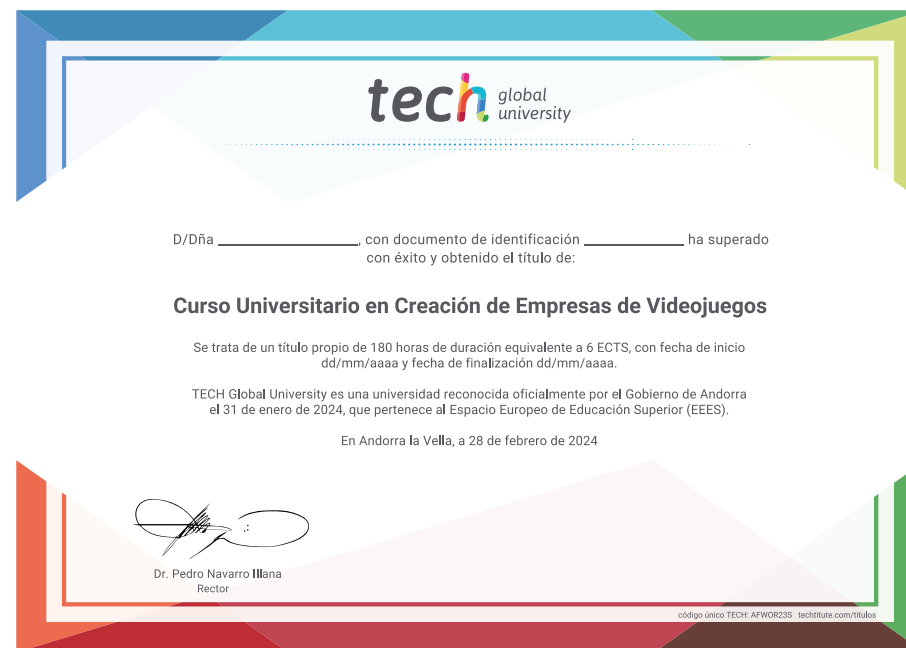 tech global university
D/Dña ______________, con documento de identificación __________ ha superado
con éxito y obtenido el título de:
Curso Universitario en Creación de Empresas de Videojuegos
Se trata de un título propio de 180 horas de duración equivalente a 6 ECTS, con fecha de inicio
dd/mm/aaaa y fecha de finalización dd/mm/aaaa.
TECH Global University es una universidad reconocida oficialmente por el Gobierno de Andorra
el 31 de enero de 2024, que pertenece al Espacio Europeo de Educación Superior (EEES).
En Andorra la Vella, a 28 de febrero de 2024
Dr. Pedro Navarro Illana
Rector
código único TECH: AFWOR23S techtitute.com/titulos